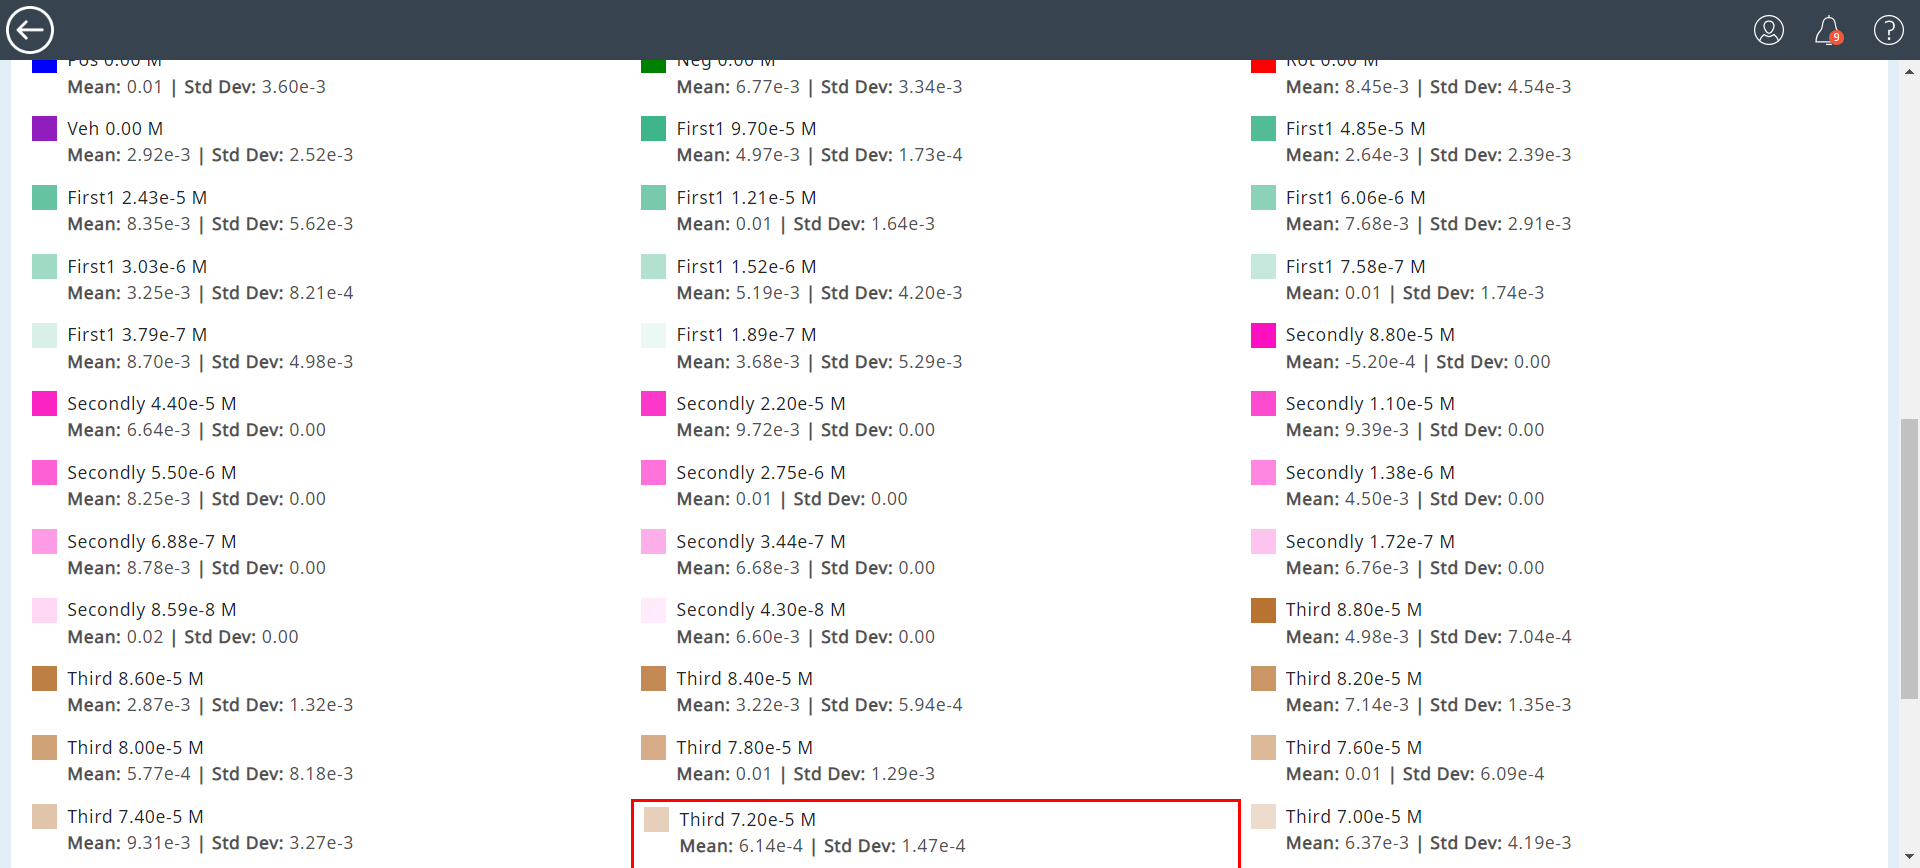 9
?
Pos 0.00 M
Mean: 0.01 | Std Dev: 3.60e-3
Neg 0.00 M
Mean: 6.77e-3 | Std Dev: 3.34e-3
Rot 0.00 M
Mean: 8.45e-3 | Std Dev: 4.54e-3
Veh 0.00 M
Mean: 2.92e-3 | Std Dev: 2.52e-3
First1 9.70e-5 M
Mean: 4.97e-3 | Std Dev: 1.73e-4
First1 4.85e-5 M
Mean: 2.64e-3 | Std Dev: 2.39e-3
First1 2.43e-5 M
Mean: 8.35e-3 | Std Dev: 5.62e-3
First1 1.21e-5 M
Mean: 0.01 | Std Dev: 1.64e-3
First1 6.06e-6 M
Mean: 7.68e-3 | Std Dev: 2.91e-3
First1 3.03e-6 M
Mean: 3.25e-3 | Std Dev: 8.21e-4
First1 1.52e-6 M
Mean: 5.19e-3 | Std Dev: 4.20e-3
First1 7.58e-7 M
Mean: 0.01 | Std Dev: 1.74e-3
First1 3.79e-7 M
Mean: 8.70e-3 | Std Dev: 4.98e-3
First1 1.89e-7 M
Mean: 3.68e-3 | Std Dev: 5.29e-3
Secondly 8.80e-5 M
Mean: -5.20e-4 | Std Dev: 0.00
Secondly 4.40e-5 M
Mean: 6.64e-3 | Std Dev: 0.00
Secondly 2.20e-5 M
Mean: 9.72e-3 | Std Dev: 0.00
Secondly 1.10e-5 M
Mean: 9.39e-3 | Std Dev: 0.00
Secondly 5.50e-6 M
Mean: 8.25e-3 | Std Dev: 0.00
Secondly 2.75e-6 M
Mean: 0.01 | Std Dev: 0.00
Secondly 1.38e-6 M
Mean: 4.50e-3 | Std Dev: 0.00
Secondly 6.88e-7 M
Mean: 8.78e-3 | Std Dev: 0.00
Secondly 3.44e-7 M
Mean: 6.68e-3 | Std Dev: 0.00
Secondly 1.72e-7 M
Mean: 6.76e-3 | Std Dev: 0.00
Secondly 8.59e-8 M
Mean: 0.02 | Std Dev: 0.00
Secondly 4.30e-8 M
Mean: 6.60e-3 | Std Dev: 0.00
Third 8.80e-5 M
Mean: 4.98e-3 | Std Dev: 7.04e-4
Third 8.60e-5 M
Mean: 2.87e-3 | Std Dev: 1.32e-3
Third 8.40e-5 M
Mean: 3.22e-3 | Std Dev: 5.94e-4
Third 8.20e-5 M
Mean: 7.14e-3 | Std Dev: 1.35e-3
Third 8.00e-5 M
Mean: 5.77e-4 | Std Dev: 8.18e-3
Third 7.80e-5 M
Mean: 0.01 | Std Dev: 1.29e-3
Third 7.60e-5 M
Mean: 0.01 | Std Dev: 6.09e-4
Third 7.40e-5 M
Mean: 9.31e-3 | Std Dev: 3.27e-3
Third 7.20e-5 M
Mean: 6.14e-4 | Std Dev: 1.47e-4
Third 7.00e-5 M
Mean: 6.37e-3 | Std Dev: 4.19e-3